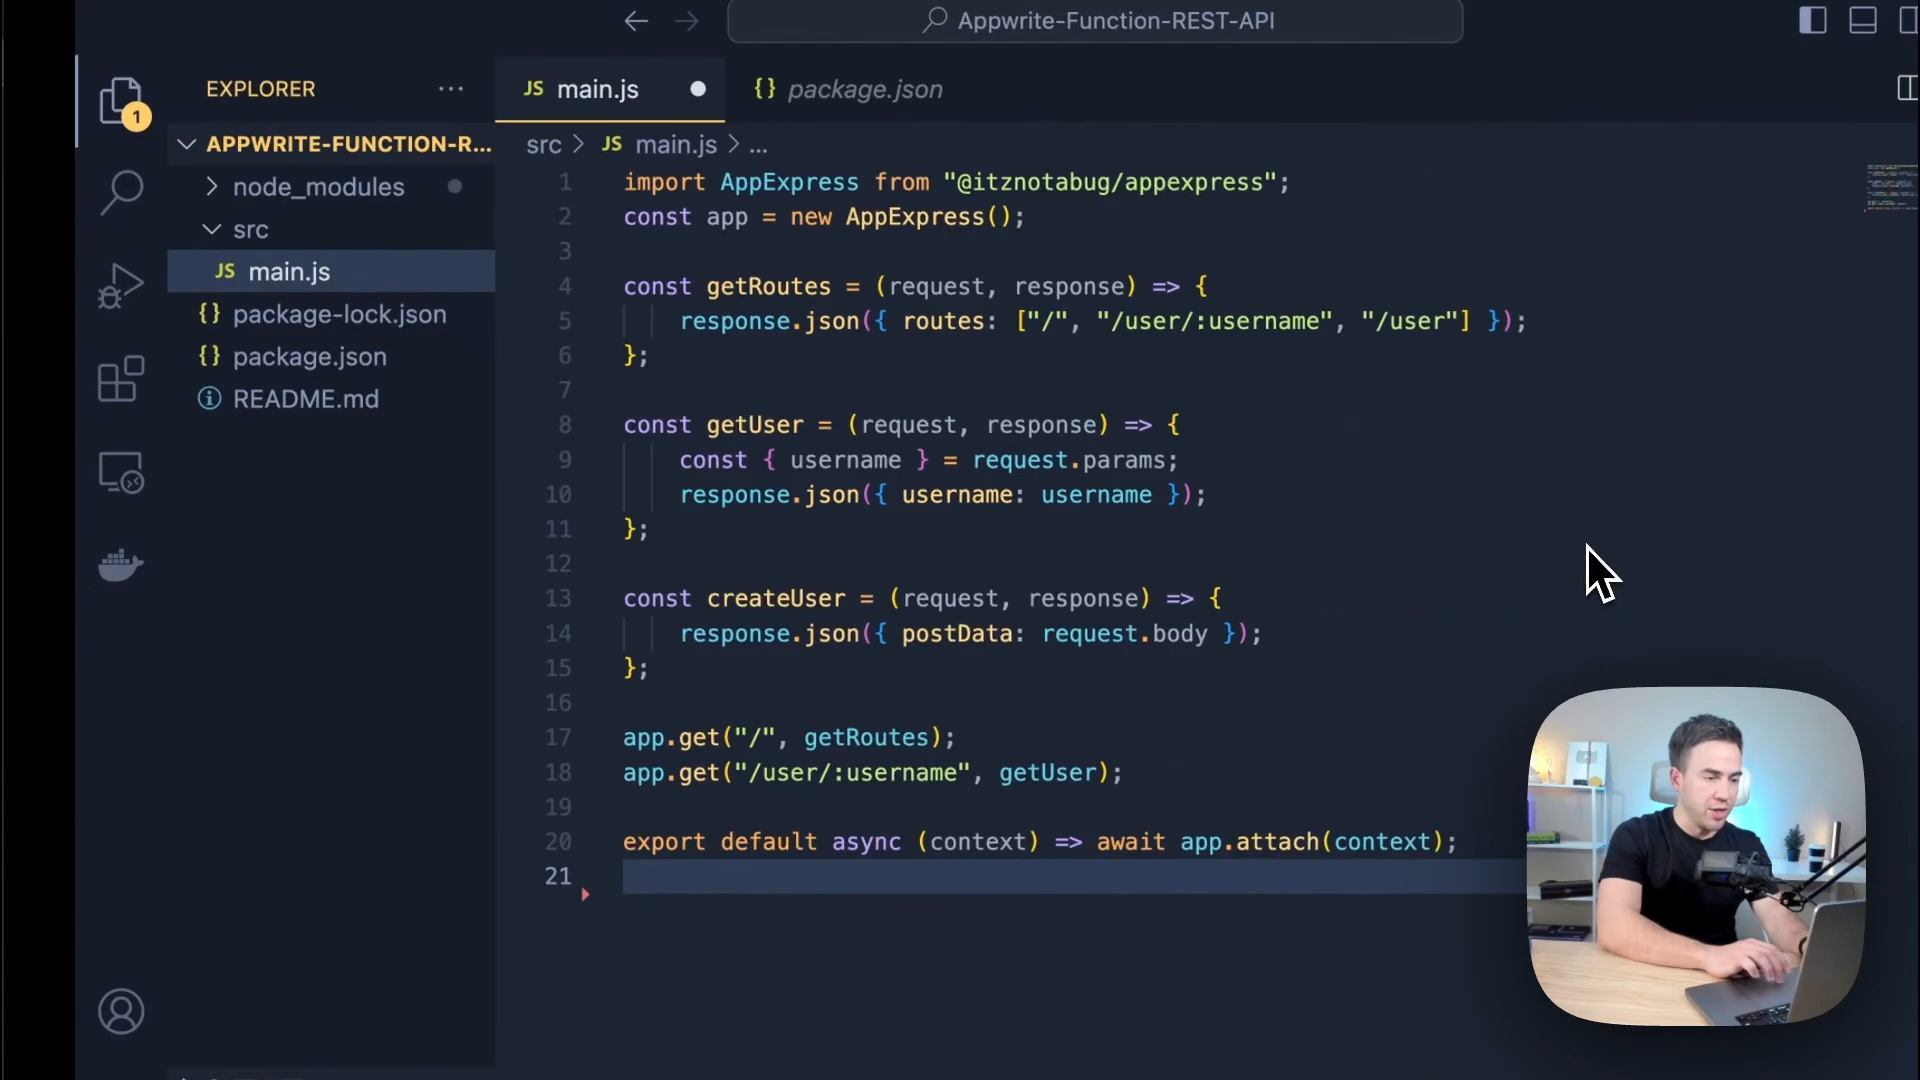 Appwrite-Function-REST-API
EXPLORER
JS main.js
{} package.json
1
APPWRITE-FUNCTION-R...
src > JS main.js > ...
node_modules
src
JS main.js
{} package-lock.json
{} package.json
README.md
1 import AppExpress from "@itznotabug/appexpress";
2 const app = new AppExpress();
3
4 const getRoutes = (request, response) => {
5 response.json({ routes: ["/", "/user/:username", "/user"] });
6 };
7
8 const getUser = (request, response) => {
9 const { username } = request.params;
10 response.json({ username: username });
11 };
12
13 const createUser = (request, response) => {
14 response.json({ postData: request.body });
15 };
16
17 app.get("/", getRoutes);
18 app.get("/user/:username", getUser);
19
20 export default async (context) => await app.attach(context);
21